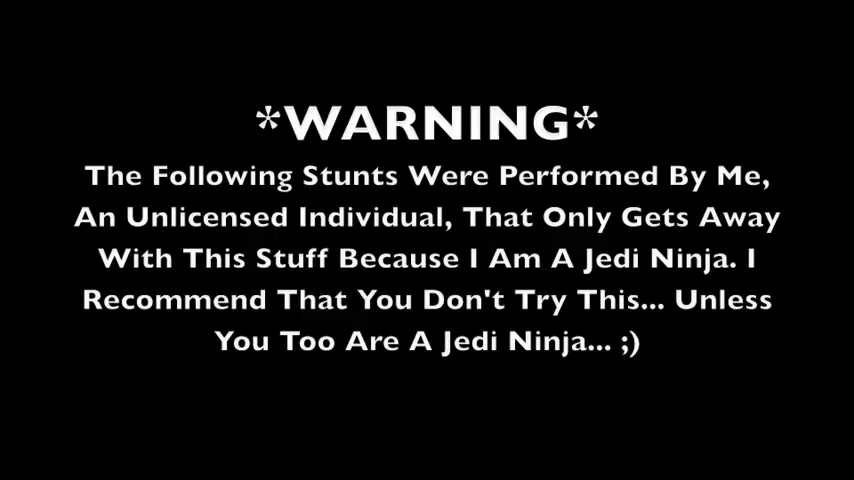 *WARNING*
The Following Stunts Were Performed By Me,
An Unlicensed Individual, That Only Gets Away
With This Stuff Because I Am A Jedi Ninja. I
Recommend That You Don't Try This... Unless
You Too Are A Jedi Ninja... ;)